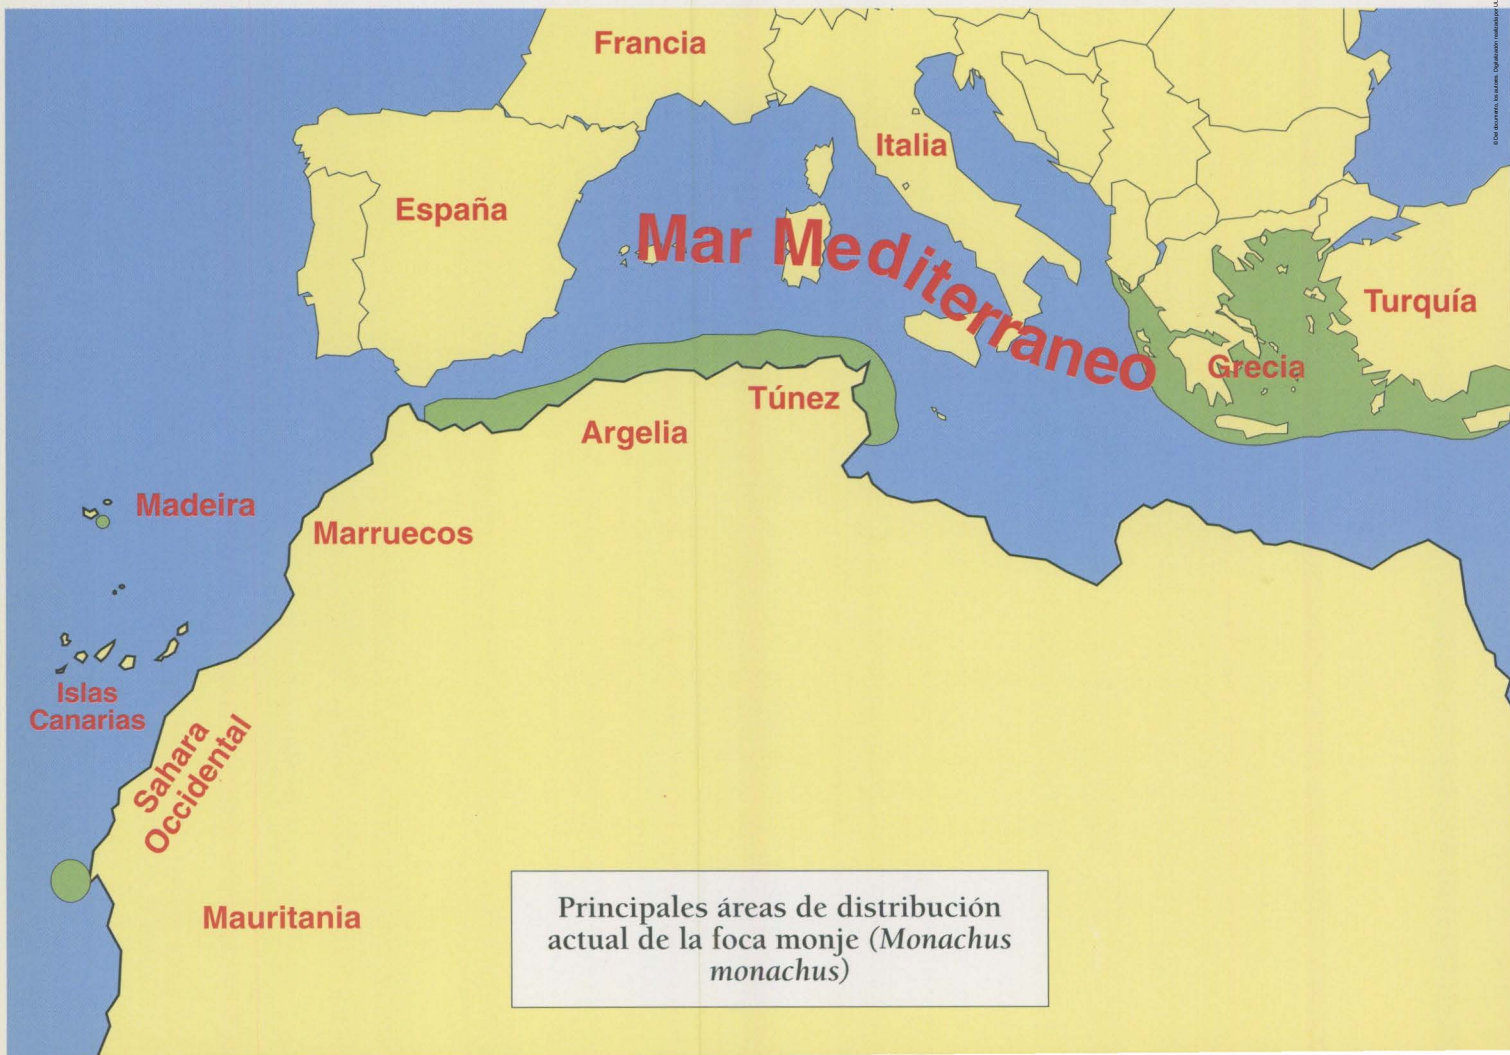 Francia
Italia
España
Mar Mediterraneo
Turquía
Grecia
Túnez
Argelia
Madeira
Marruecos
Islas
Canarias
Sahara
Occidental
Mauritania
Principales áreas de distribución
actual de la foca monje (Monachus
monachus)